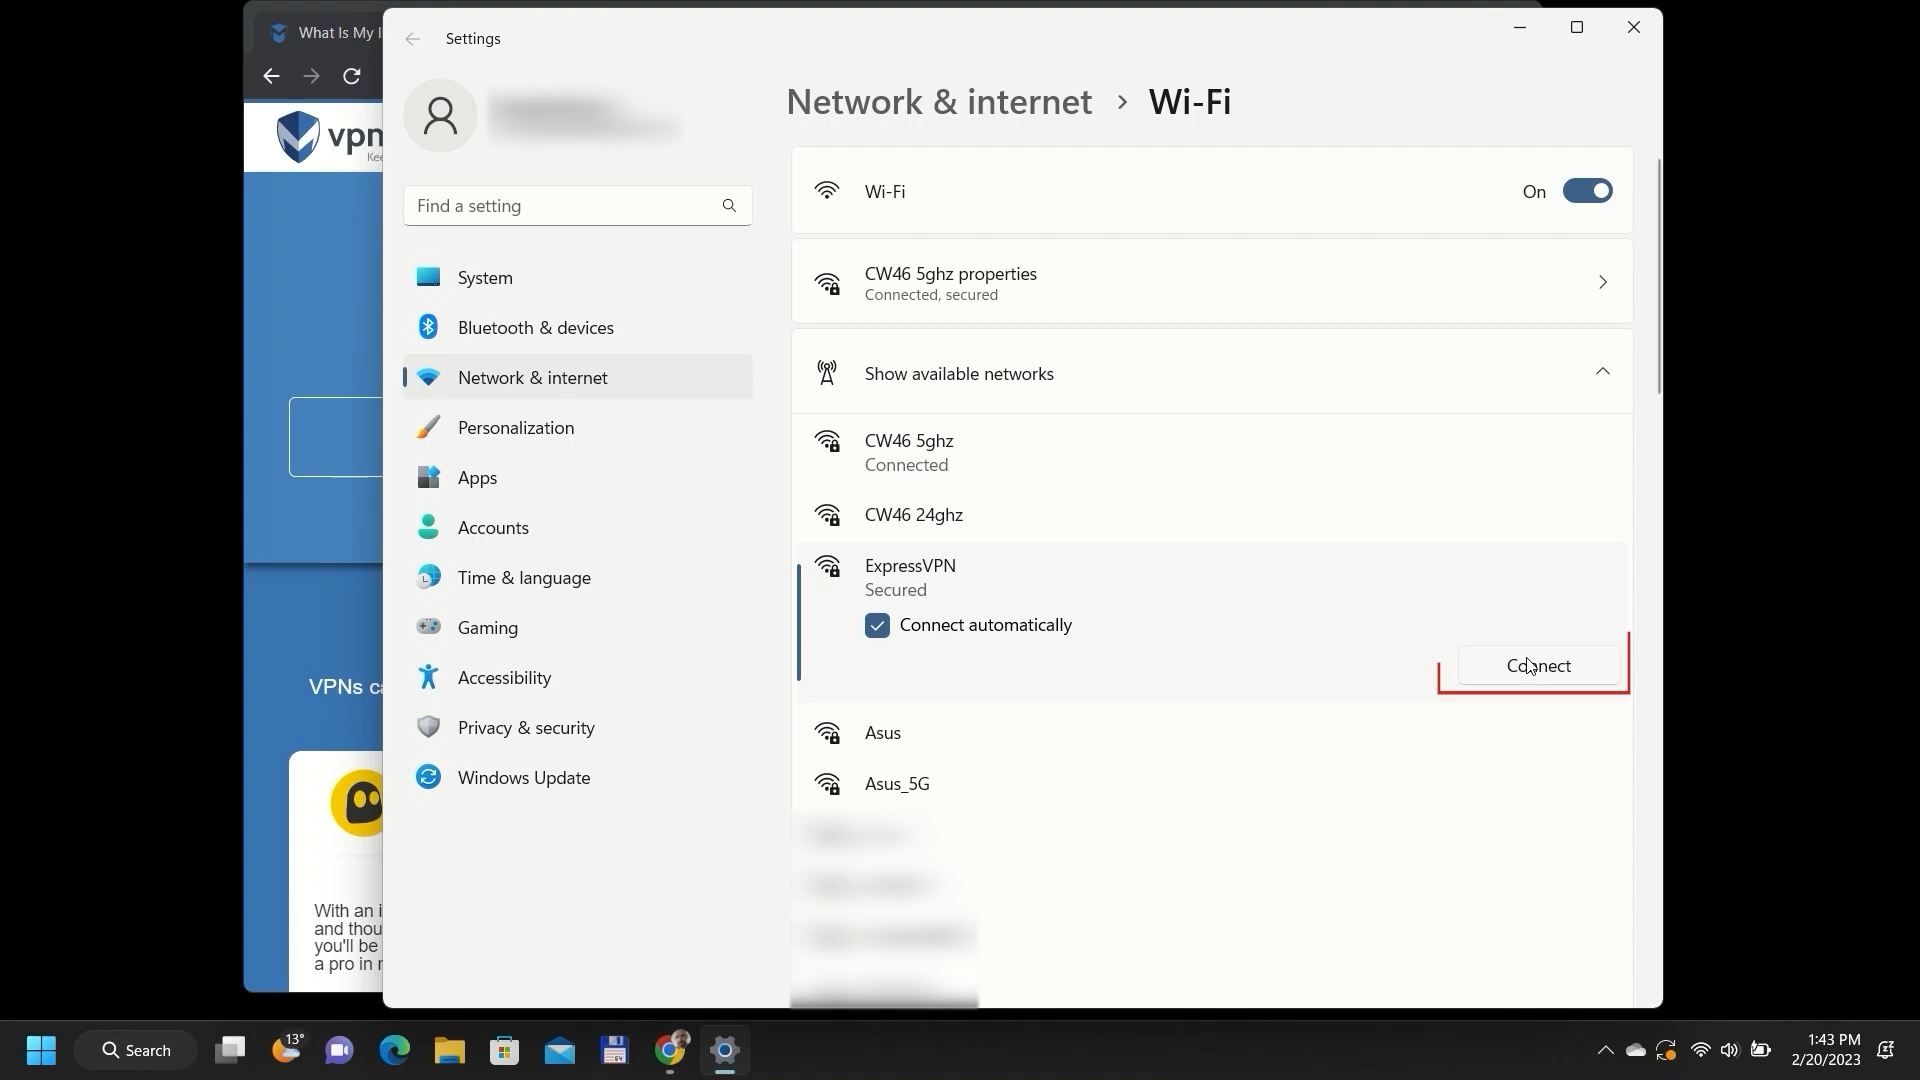 What Is My I
Settings
vpn
Kee
Network & internet > Wi-Fi
Find a setting
Wi-Fi
On
System
CW46 5ghz properties
Connected, secured
Bluetooth & devices
Network & internet
Show available networks
Personalization
CW46 5ghz
Connected
Apps
CW46 24ghz
Accounts
ExpressVPN
Secured
Time & language
Connect automatically
Gaming
Connect
Accessibility
VPNs ca
Privacy & security
Asus
Windows Update
Asus_5G
With an i
and thou
you'll be
a pro in r
13°
Search
1:43 PM
2/20/2023